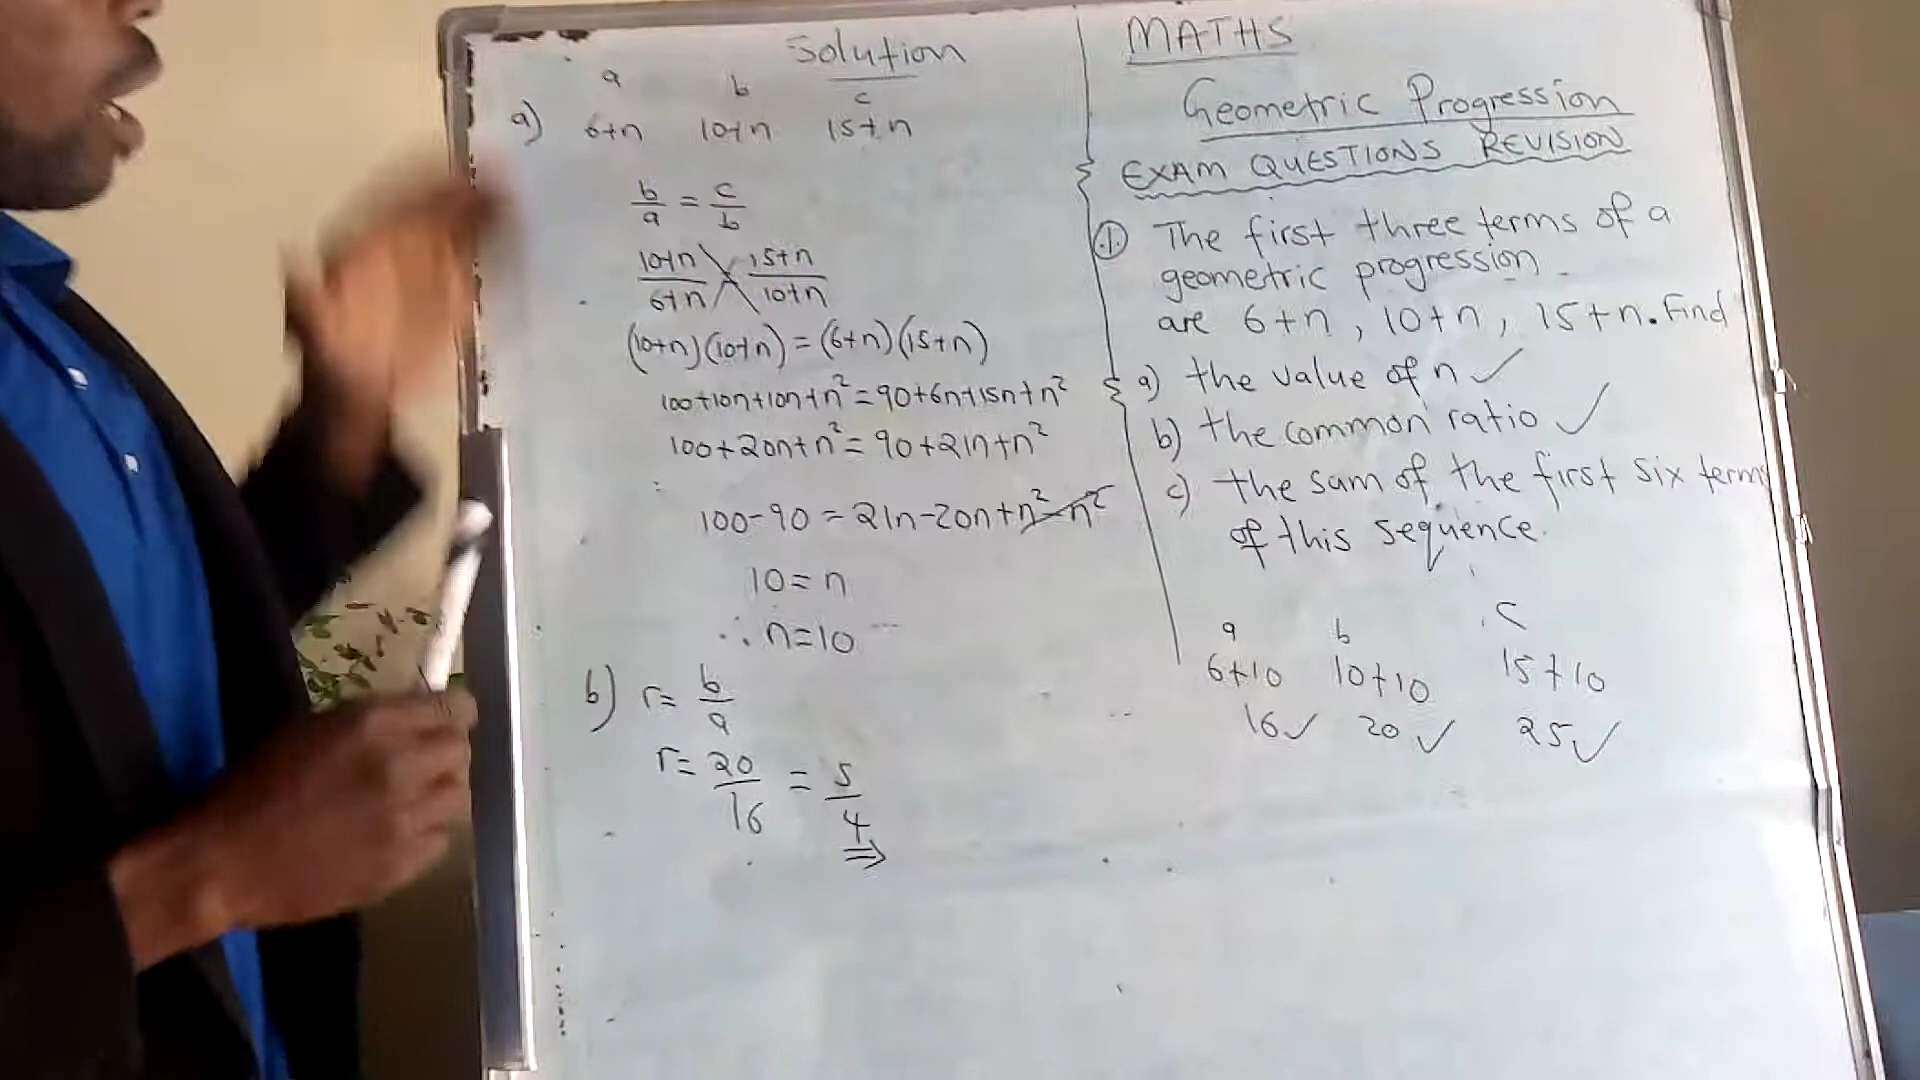 Solution
a b c
a) 6+n 10+n 15+n
b/a = c/b
10+n/6+n 15+n/10+n
(10+n)(10+n) = (6+n)(15+n)
100+10n+10n+n² = 90+6n+15n+n²
100+20n+n² = 90+21n+n²
100-90 = 21n-20n+n²-n²
10 = n
∴ n=10
b) r= b/a
r= 20/16 = 5/4
MATHS
Geometric Progression
EXAM QUESTIONS REVISION
① The first three terms of a
geometric progression
are 6+n, 10+n, 15+n. Find
a) the value of n ✓
b) the common ratio ✓
c) the sum of the first six terms
of this sequence.
a b c
6+10 10+10 15+10
16✓ 20✓ 25✓